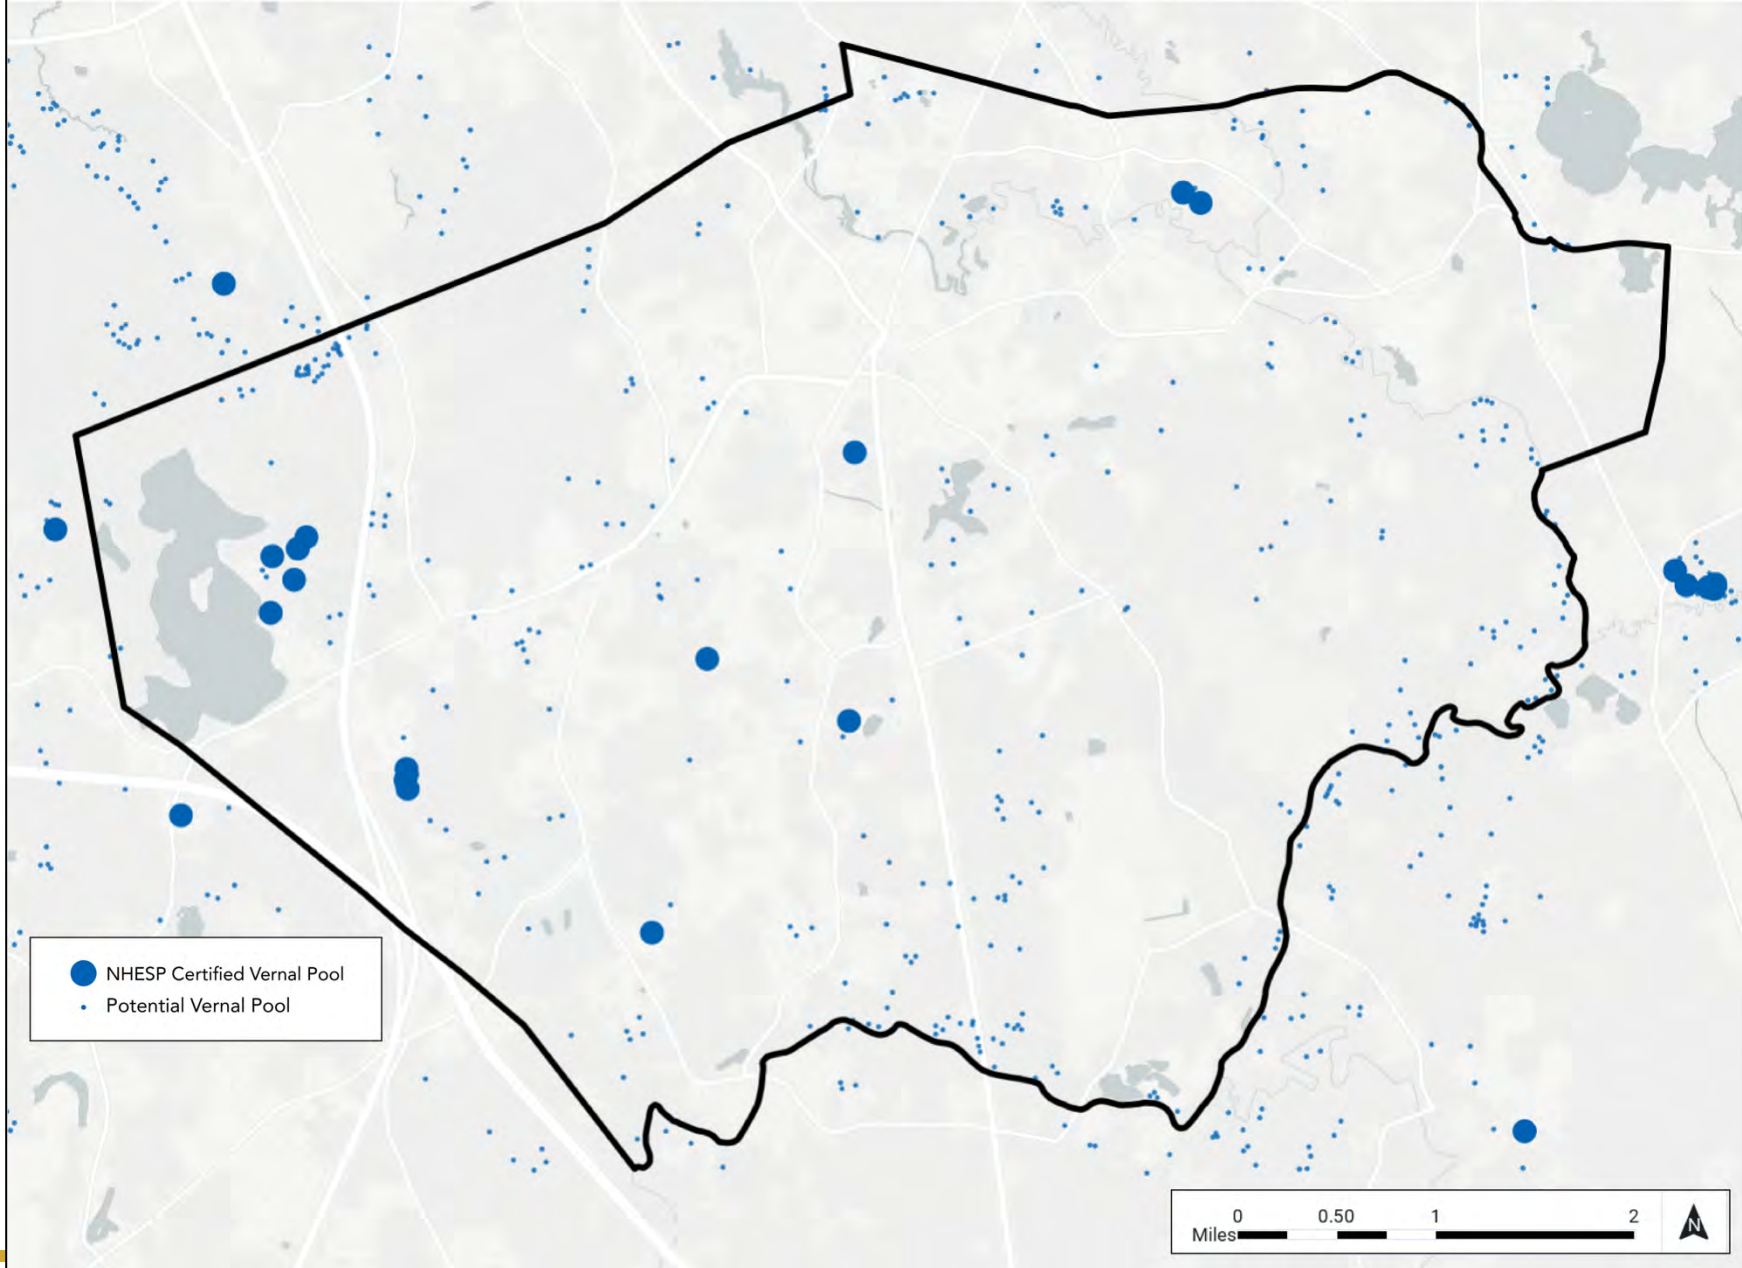 NHESP Certified Vernal Pool
Potential Vernal Pool
0 0.50 1 2
Miles
N